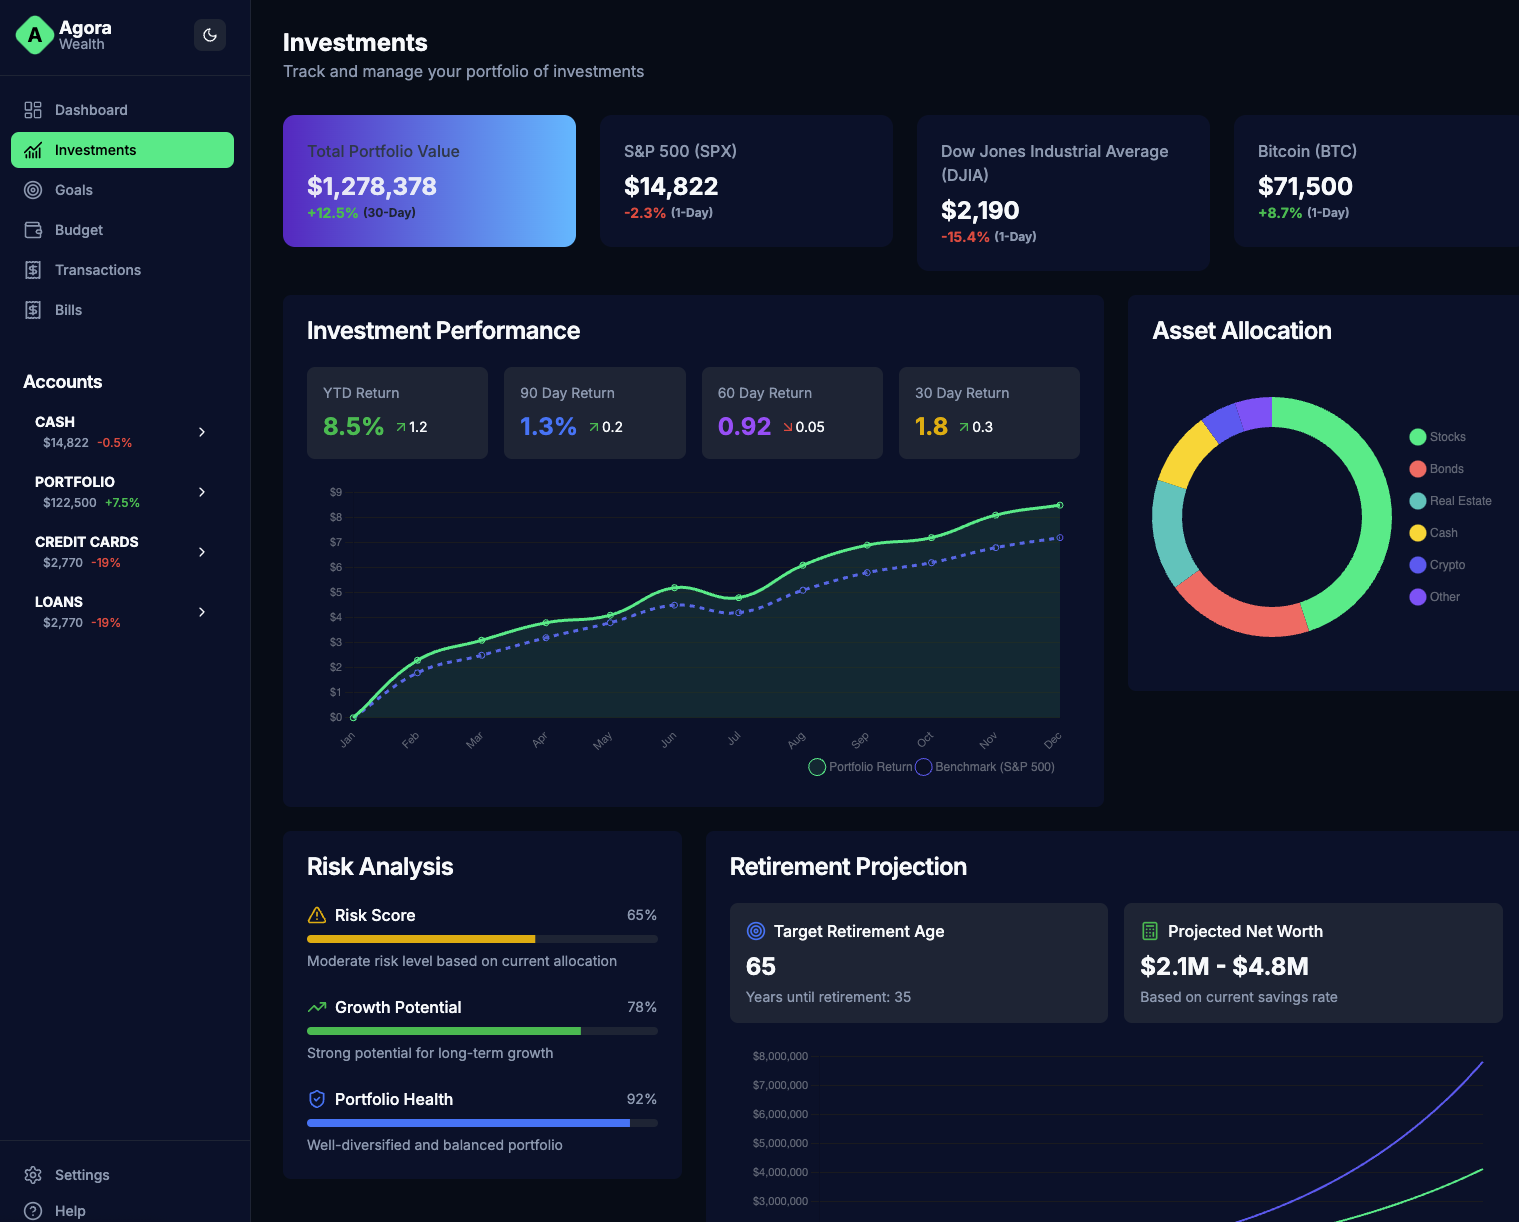 A
Agora
Wealth
Dashboard
Investments
Goals
Budget
Transactions
Bills
Accounts
CASH
$14,822 -0.5%
PORTFOLIO
$122,500 +7.5%
CREDIT CARDS
$2,770 -19%
LOANS
$2,770 -19%
Settings
Help
Investments
Track and manage your portfolio of investments
Total Portfolio Value
$1,278,378
+12.5% (30-Day)
S&P 500 (SPX)
$14,822
-2.3% (1-Day)
Dow Jones Industrial Average
(DJIA)
$2,190
-15.4% (1-Day)
Bitcoin (BTC)
$71,500
+8.7% (1-Day)
Investment Performance
YTD Return
8.5% 1.2
90 Day Return
1.3% 0.2
60 Day Return
0.92 0.05
30 Day Return
1.8 0.3
$9
$8
$7
$6
$5
$4
$3
$2
$1
$0
Jan Feb Mar Apr May Jun Jul Aug Sep Oct Nov Dec
Portfolio Return Benchmark (S&P 500)
Asset Allocation
Stocks
Bonds
Real Estate
Cash
Crypto
Other
Risk Analysis
Risk Score 65%
Moderate risk level based on current allocation
Growth Potential 78%
Strong potential for long-term growth
Portfolio Health 92%
Well-diversified and balanced portfolio
Retirement Projection
Target Retirement Age
65
Years until retirement: 35
Projected Net Worth
$2.1M - $4.8M
Based on current savings rate
$8,000,000
$7,000,000
$6,000,000
$5,000,000
$4,000,000
$3,000,000